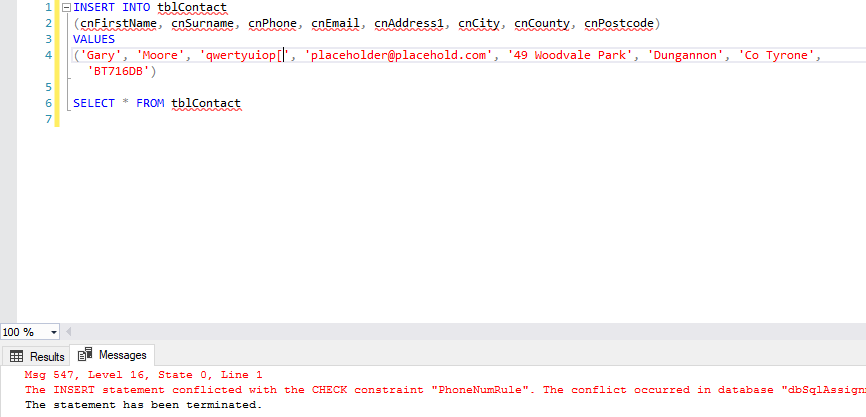 1 INSERT INTO tblContact
2 (cnFirstName, cnSurname, cnPhone, cnEmail, cnAddress1, cnCity, cnCounty, cnPostcode)
3 VALUES
4 ('Gary', 'Moore', 'qwertyuiop[', 'placeholder@placehold.com', '49 Woodvale Park', 'Dungannon', 'Co Tyrone',
'BT716DB')
5
6 SELECT * FROM tblContact
7
100 %
Results Messages
Msg 547, Level 16, State 0, Line 1
The INSERT statement conflicted with the CHECK constraint "PhoneNumRule". The conflict occurred in database "dbSqlAssign
The statement has been terminated.